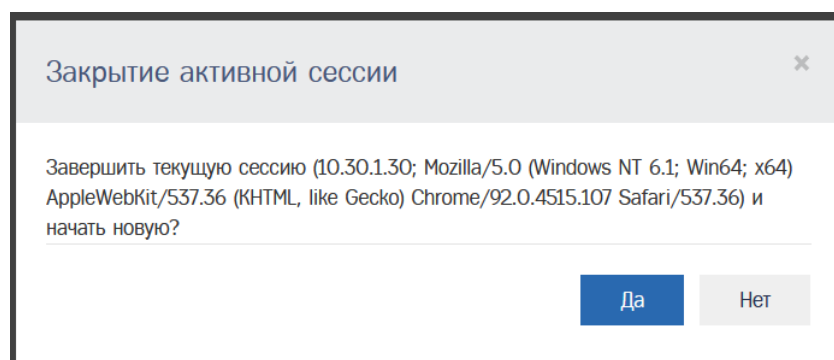 Закрытие активной сессии
Завершить текущую сессию (10.30.1.30; Mozilla/5.0 (Windows NT 6.1; Win64; x64)
AppleWebKit/537.36 (KHTML, like Gecko) Chrome/92.0.4515.107 Safari/537.36) и
начать новую?
Да Нет